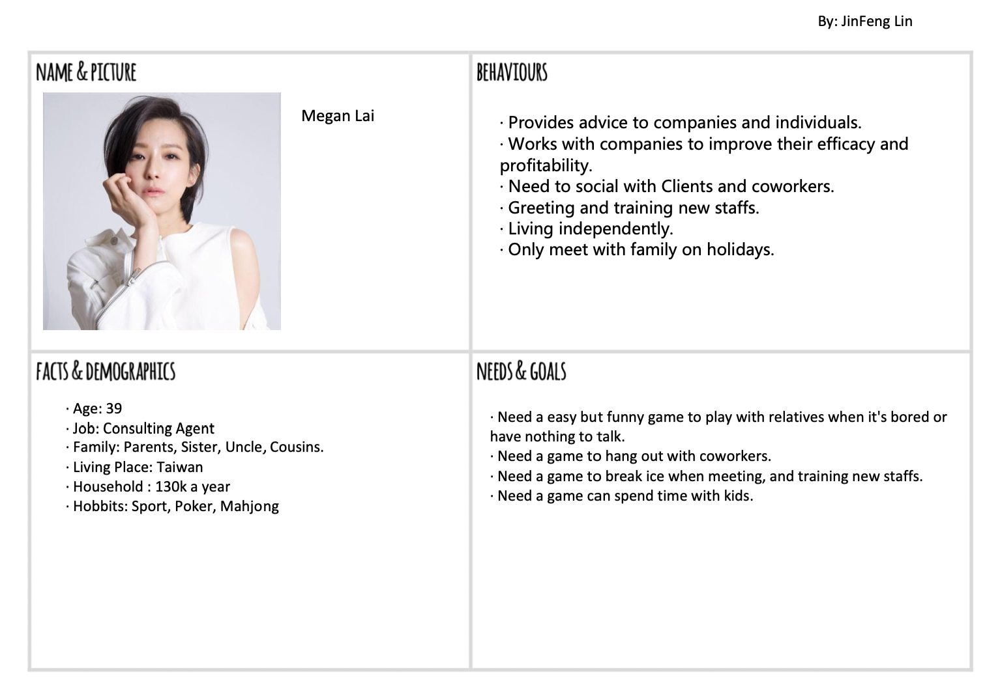 By: JinFeng Lin
NAME & PICTURE
Megan Lai
BEHAVIOURS
· Provides advice to companies and individuals.
· Works with companies to improve their efficacy and
profitability.
· Need to social with Clients and coworkers.
· Greeting and training new staffs.
· Living independently.
· Only meet with family on holidays.
FACTS & DEMOGRAPHICS
· Age: 39
· Job: Consulting Agent
· Family: Parents, Sister, Uncle, Cousins.
· Living Place: Taiwan
· Household : 130k a year
· Hobbits: Sport, Poker, Mahjong
NEEDS & GOALS
· Need a easy but funny game to play with relatives when it's bored or
have nothing to talk.
· Need a game to hang out with coworkers.
· Need a game to break ice when meeting, and training new staffs.
· Need a game can spend time with kids.